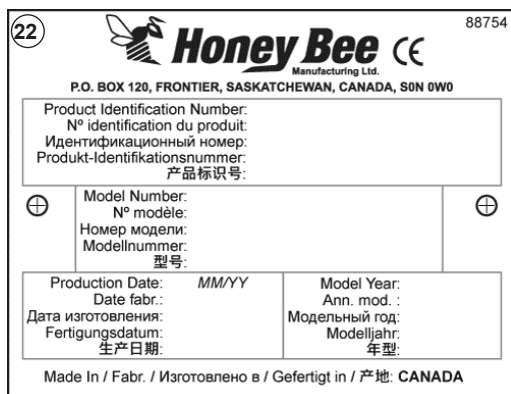 22
88754
Honey Bee CE
Manufacturing Ltd.
P.O. BOX 120, FRONTIER, SASKATCHEWAN, CANADA, S0N 0W0
Product Identification Number:
Nº identification du produit:
Идентификационный номер:
Produkt-Identifikationsnummer:
产品标识号:
Model Number:
Nº modèle:
Номер модели:
Modellnummer:
型号:
Production Date: MM/YY
Date fabr.:
Дата изготовления:
Fertigungsdatum:
生产日期:
Model Year:
Ann. mod. :
Модельный год:
Modelljahr:
年型:
Made In / Fabr. / Изготовлено в / Gefertigt in / 产地: CANADA